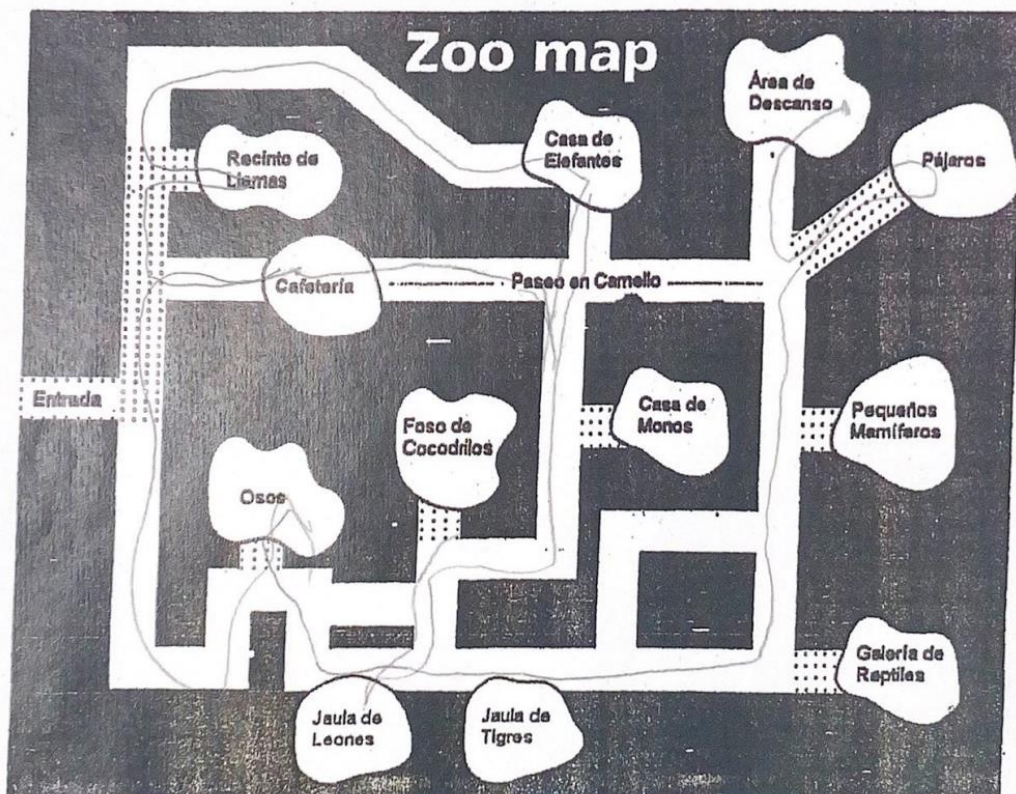 Zoo map
Área de
Descanso
Casa de
Elefantes
Recinto de
Llamas
Pájaros
Cafetería
Paseo en Camello
Entrada
Foso de
Cocodrilos
Casa de
Monos
Pequeños
Mamíferos
Osos
Galería de
Reptiles
Jaula de
Leones
Jaula de
Tigres